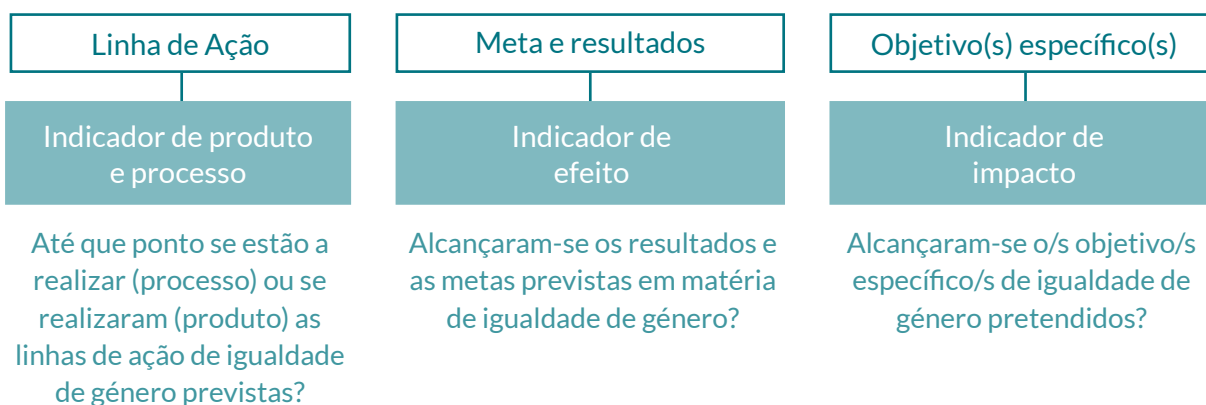 Linha de Ação
Indicador de produto
e processo
Até que ponto se estão a
realizar (processo) ou se
realizaram (produto) as
linhas de ação de igualdade
de género previstas?
Meta e resultados
Indicador de
efeito
Alcançaram-se os resultados e
as metas previstas em matéria
de igualdade de género?
Objetivo(s) específico(s)
Indicador de
impacto
Alcançaram-se o/s objetivo/s
específico/s de igualdade de
género pretendidos?